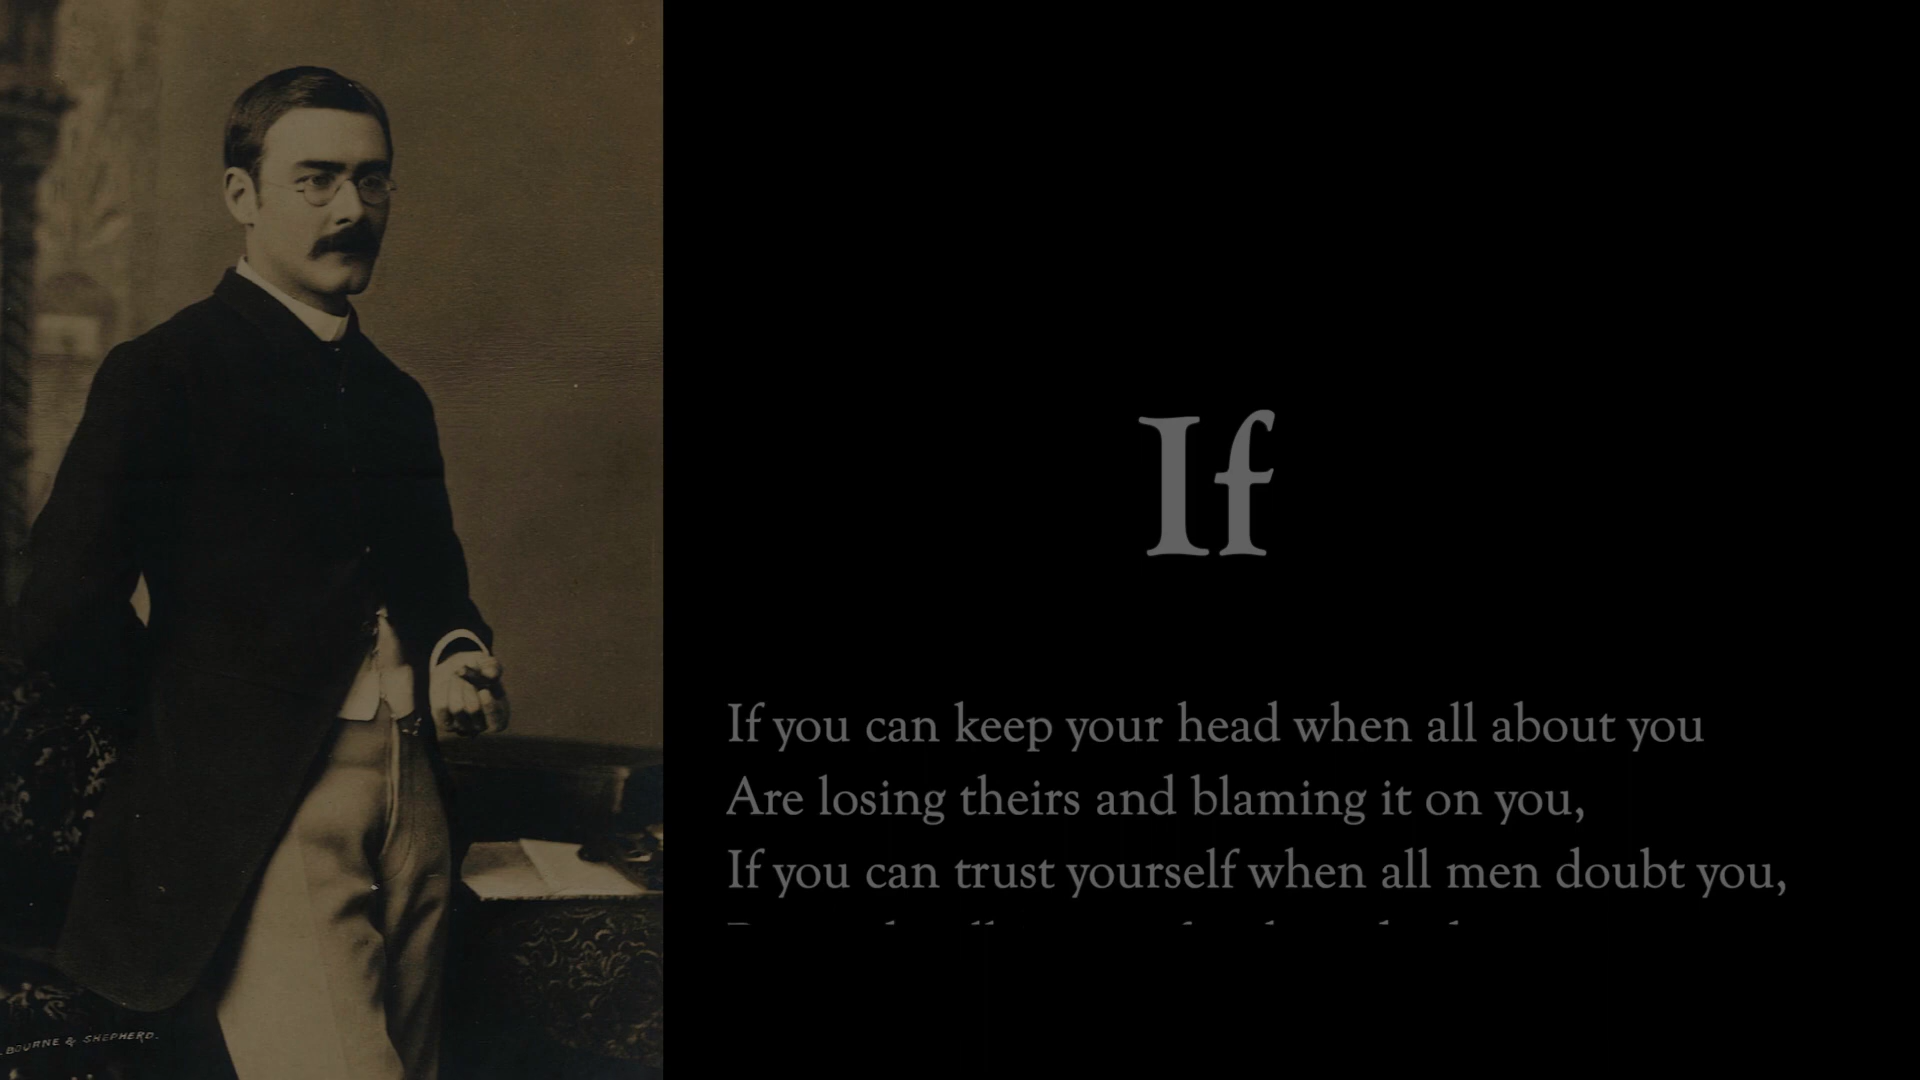 If
If you can keep your head when all about you
Are losing theirs and blaming it on you,
If you can trust yourself when all men doubt you,
BOURNE & SHEPHERD.